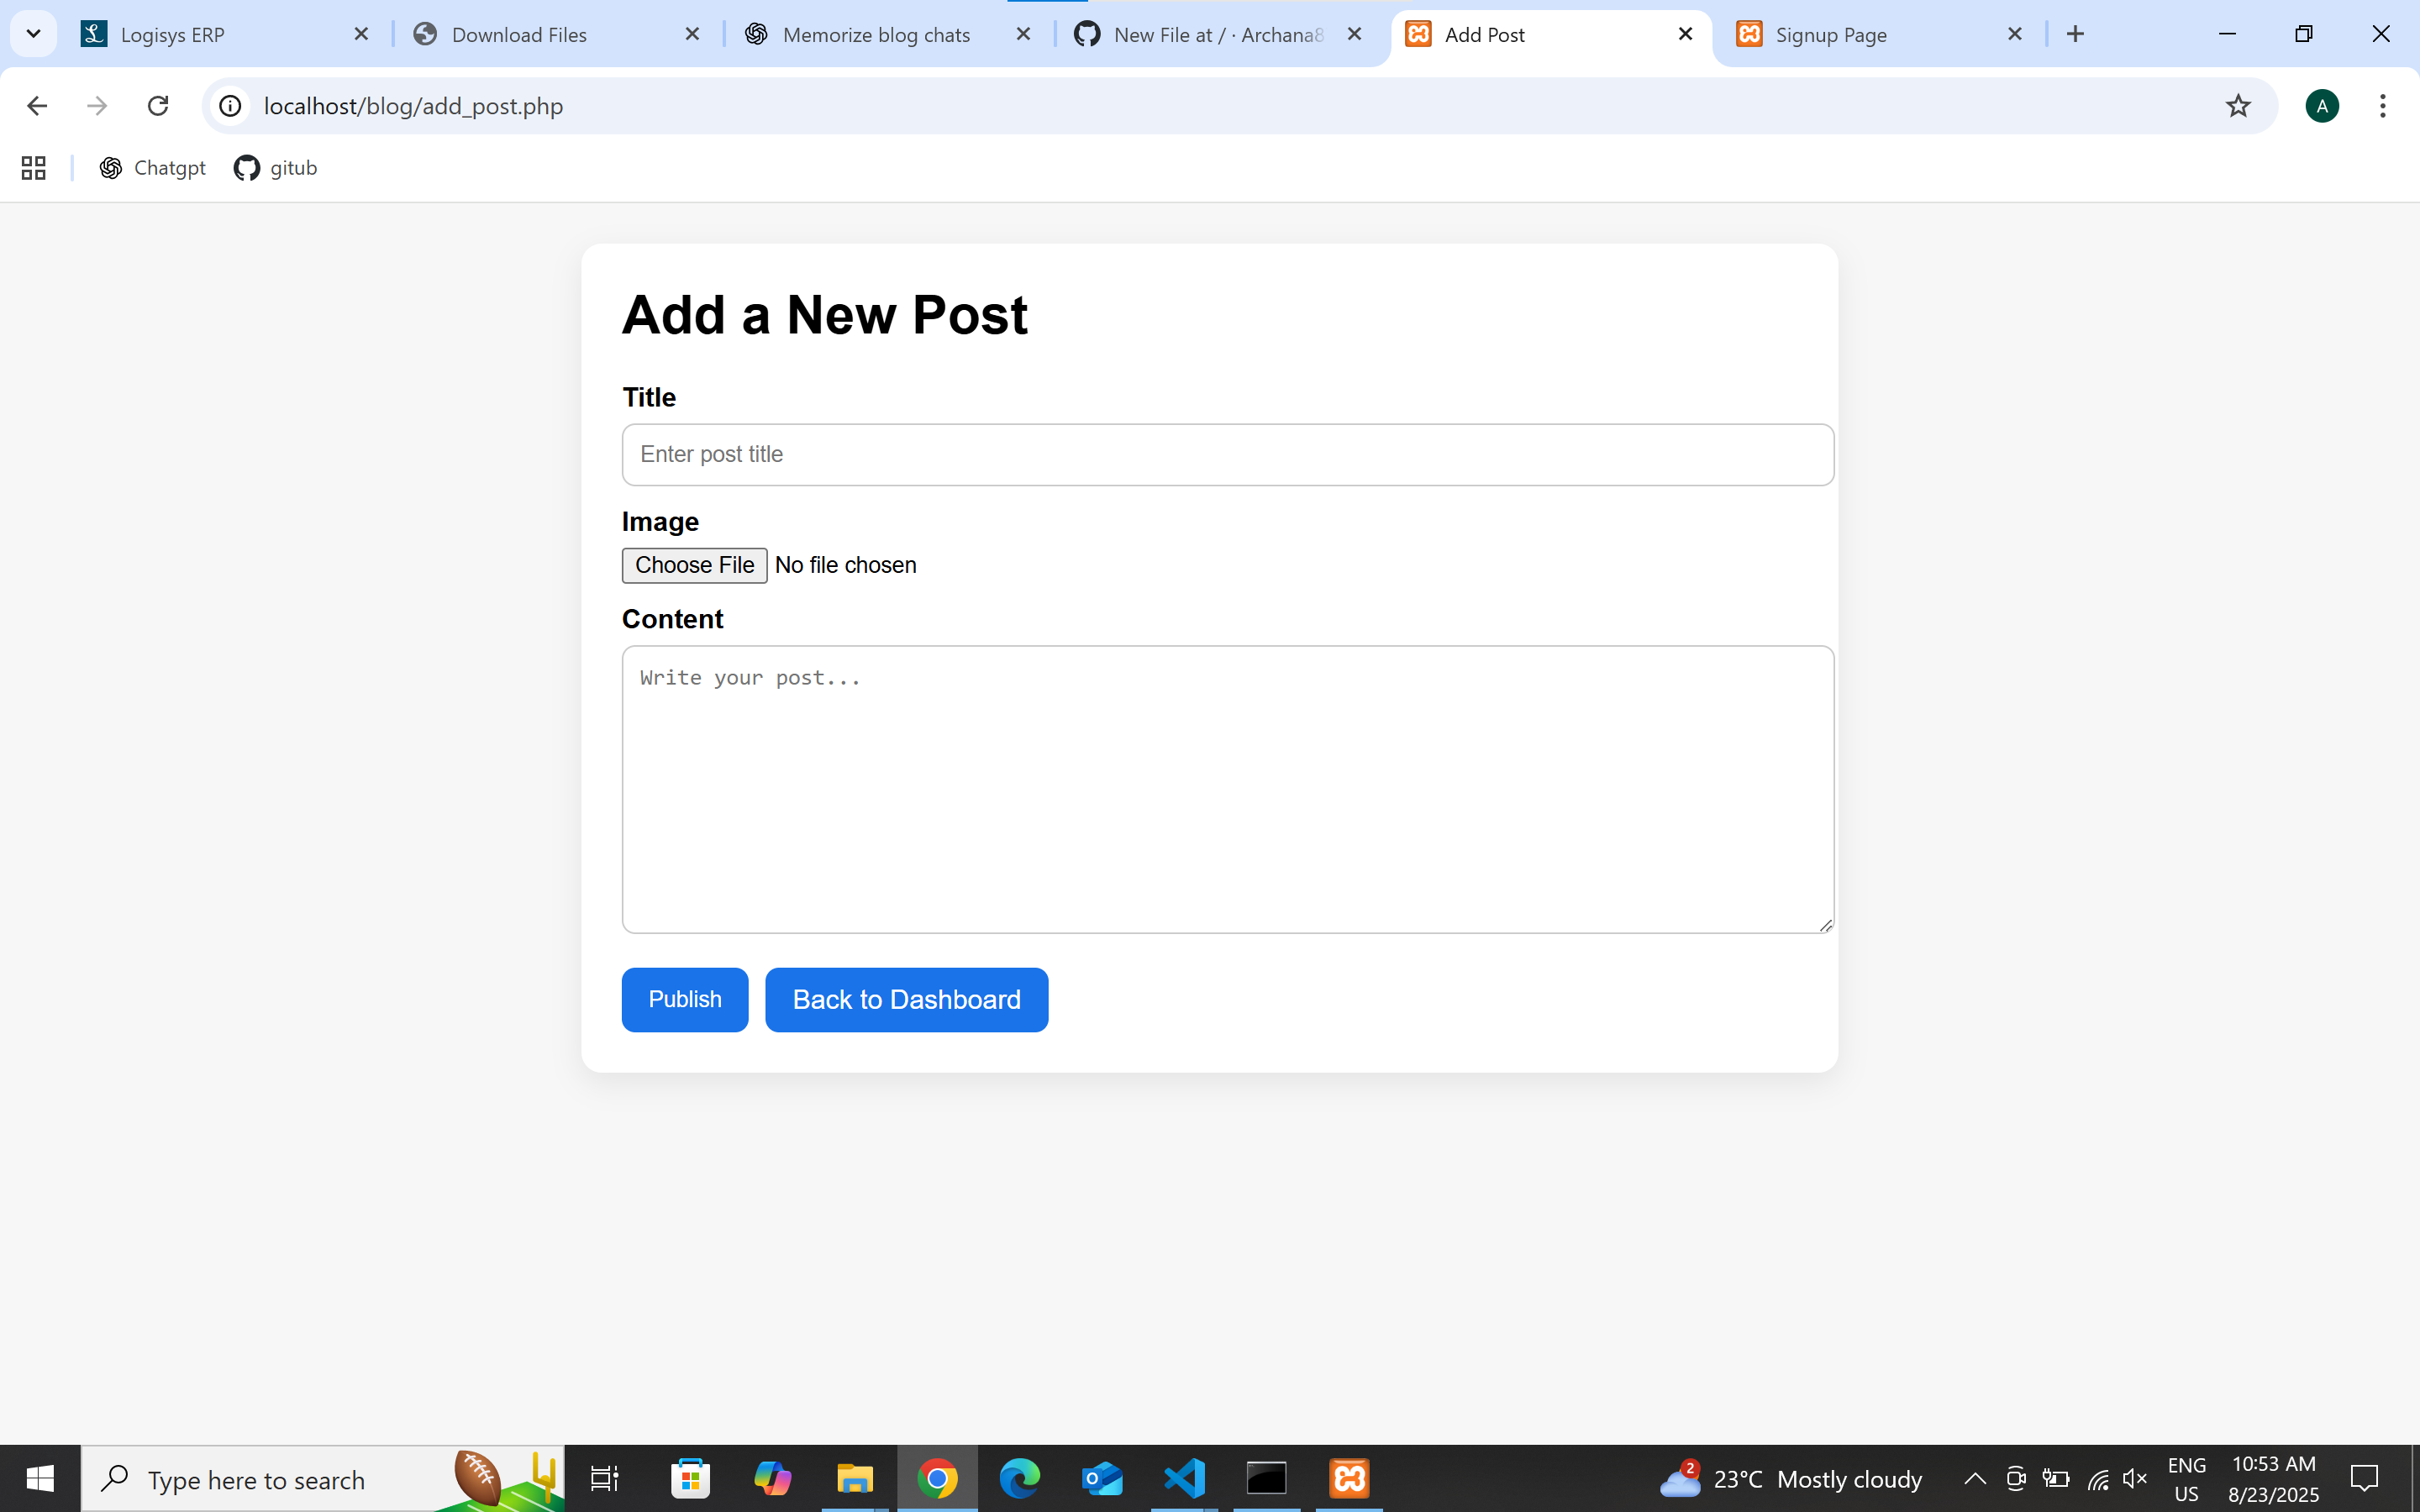 Logisys ERP
Download Files
Memorize blog chats
New File at / · Archana8
Add Post
Signup Page
localhost/blog/add_post.php
A
Chatgpt
gitub
Add a New Post
Title
Enter post title
Image
Choose File No file chosen
Content
Write your post...
Publish
Back to Dashboard
Type here to search
2
23°C Mostly cloudy
ENG
US
10:53 AM
8/23/2025